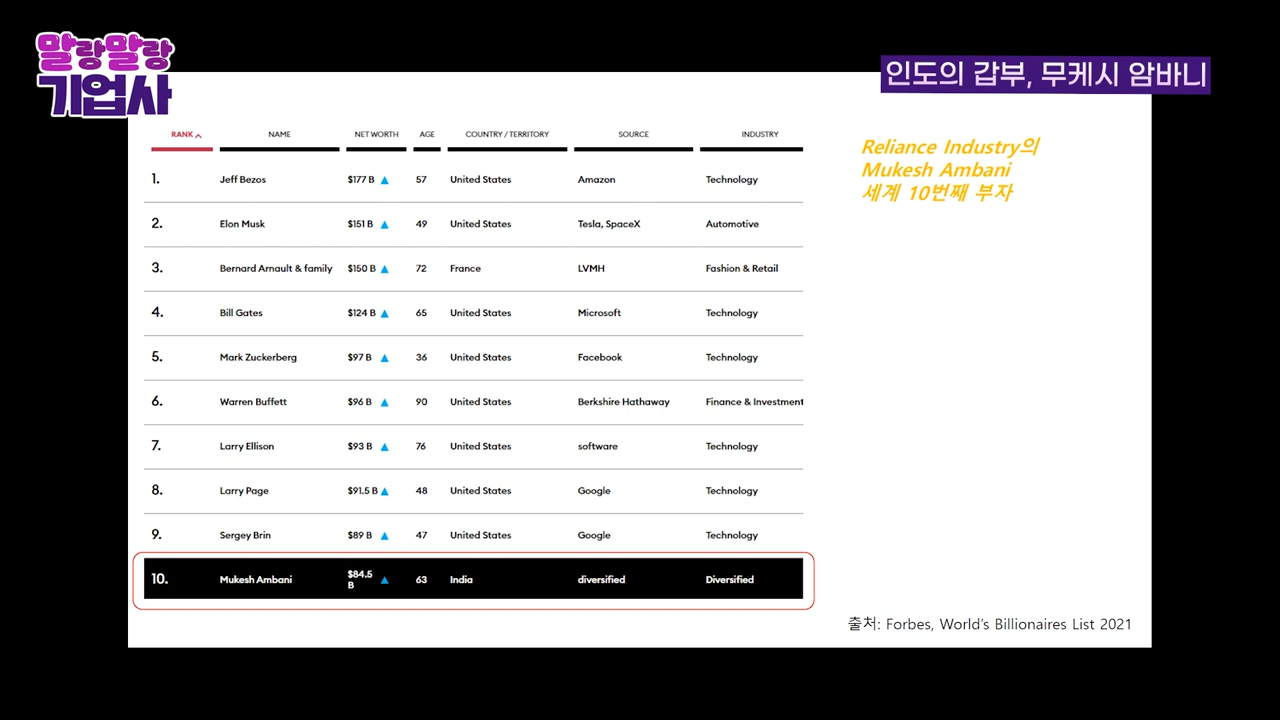 말랑말랑
기업사
인도의 갑부, 무케시 암바니
RANK NAME NET WORTH AGE COUNTRY / TERRITORY SOURCE INDUSTRY
1. Jeff Bezos $177 B 57 United States Amazon Technology
2. Elon Musk $151 B 49 United States Tesla, SpaceX Automotive
3. Bernard Arnault & family $150 B 72 France LVMH Fashion & Retail
4. Bill Gates $124 B 65 United States Microsoft Technology
5. Mark Zuckerberg $97 B 36 United States Facebook Technology
6. Warren Buffett $96 B 90 United States Berkshire Hathaway Finance & Investment
7. Larry Ellison $93 B 76 United States software Technology
8. Larry Page $91.5 B 48 United States Google Technology
9. Sergey Brin $89 B 47 United States Google Technology
10. Mukesh Ambani $84.5 B 63 India diversified Diversified
Reliance Industry의
Mukesh Ambani
세계 10번째 부자
출처: Forbes, World's Billionaires List 2021